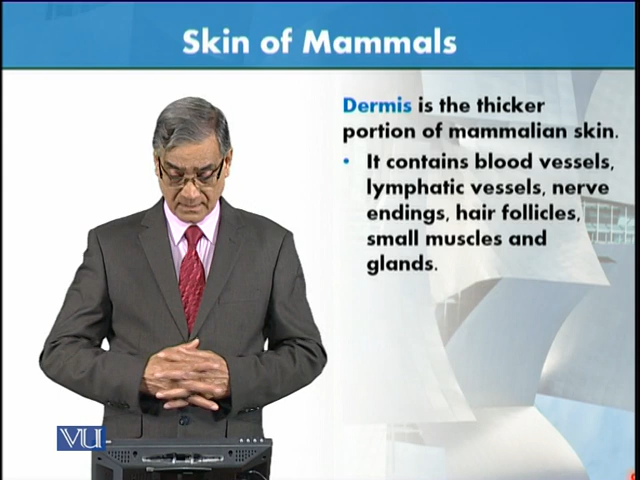 Skin of Mammals
Dermis is the thicker
portion of mammalian skin.
• It contains blood vessels,
lymphatic vessels, nerve
endings, hair follicles,
small muscles and
glands.
VU